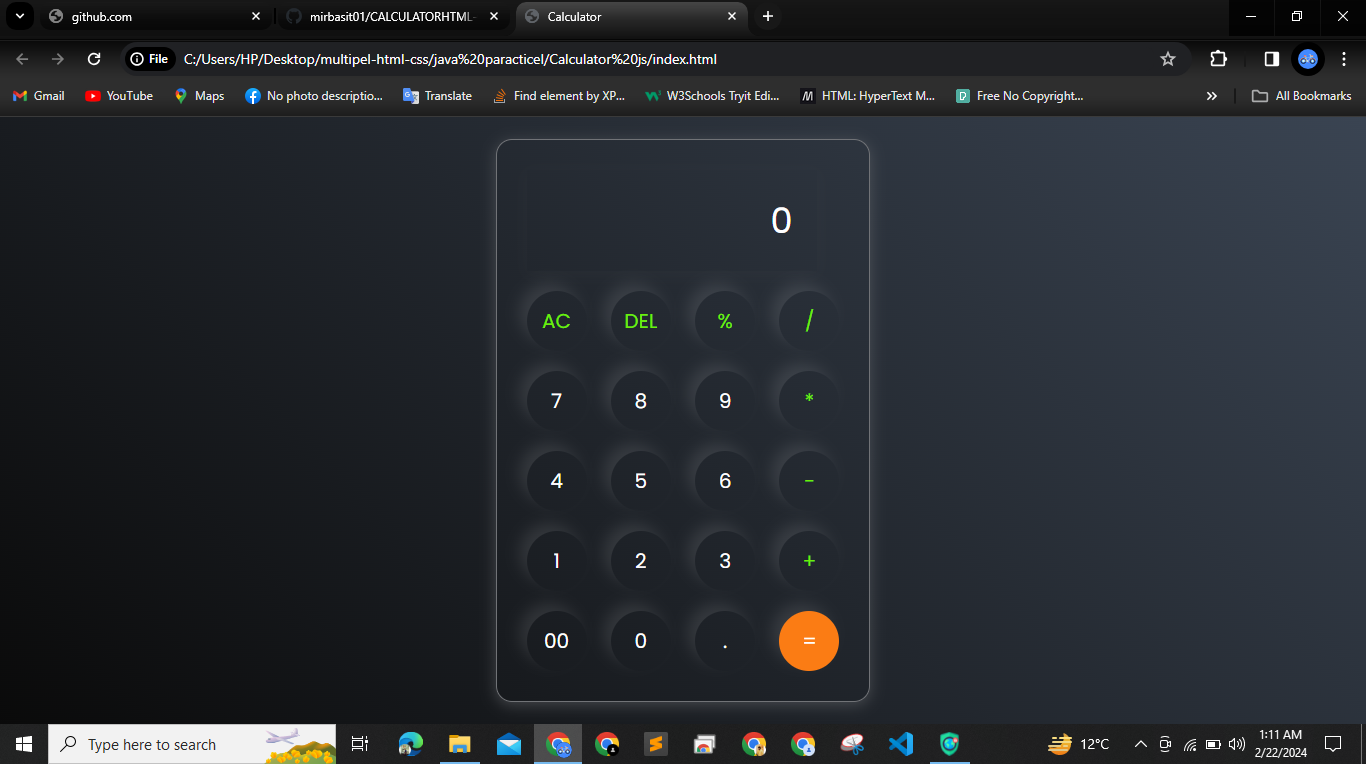 github.com
mirbasit01/CALCULATORHTML-
Calculator
File C:/Users/HP/Desktop/multipel-html-css/java%20paracticel/Calculator%20js/index.html
Gmail YouTube Maps No photo descriptio... Translate Find element by XP... W3Schools Tryit Edi... HTML: HyperText M... Free No Copyright... » All Bookmarks
0
AC DEL % /
7 8 9 *
4 5 6 -
1 2 3 +
00 0 . =
Type here to search
12°C
1:11 AM
2/22/2024